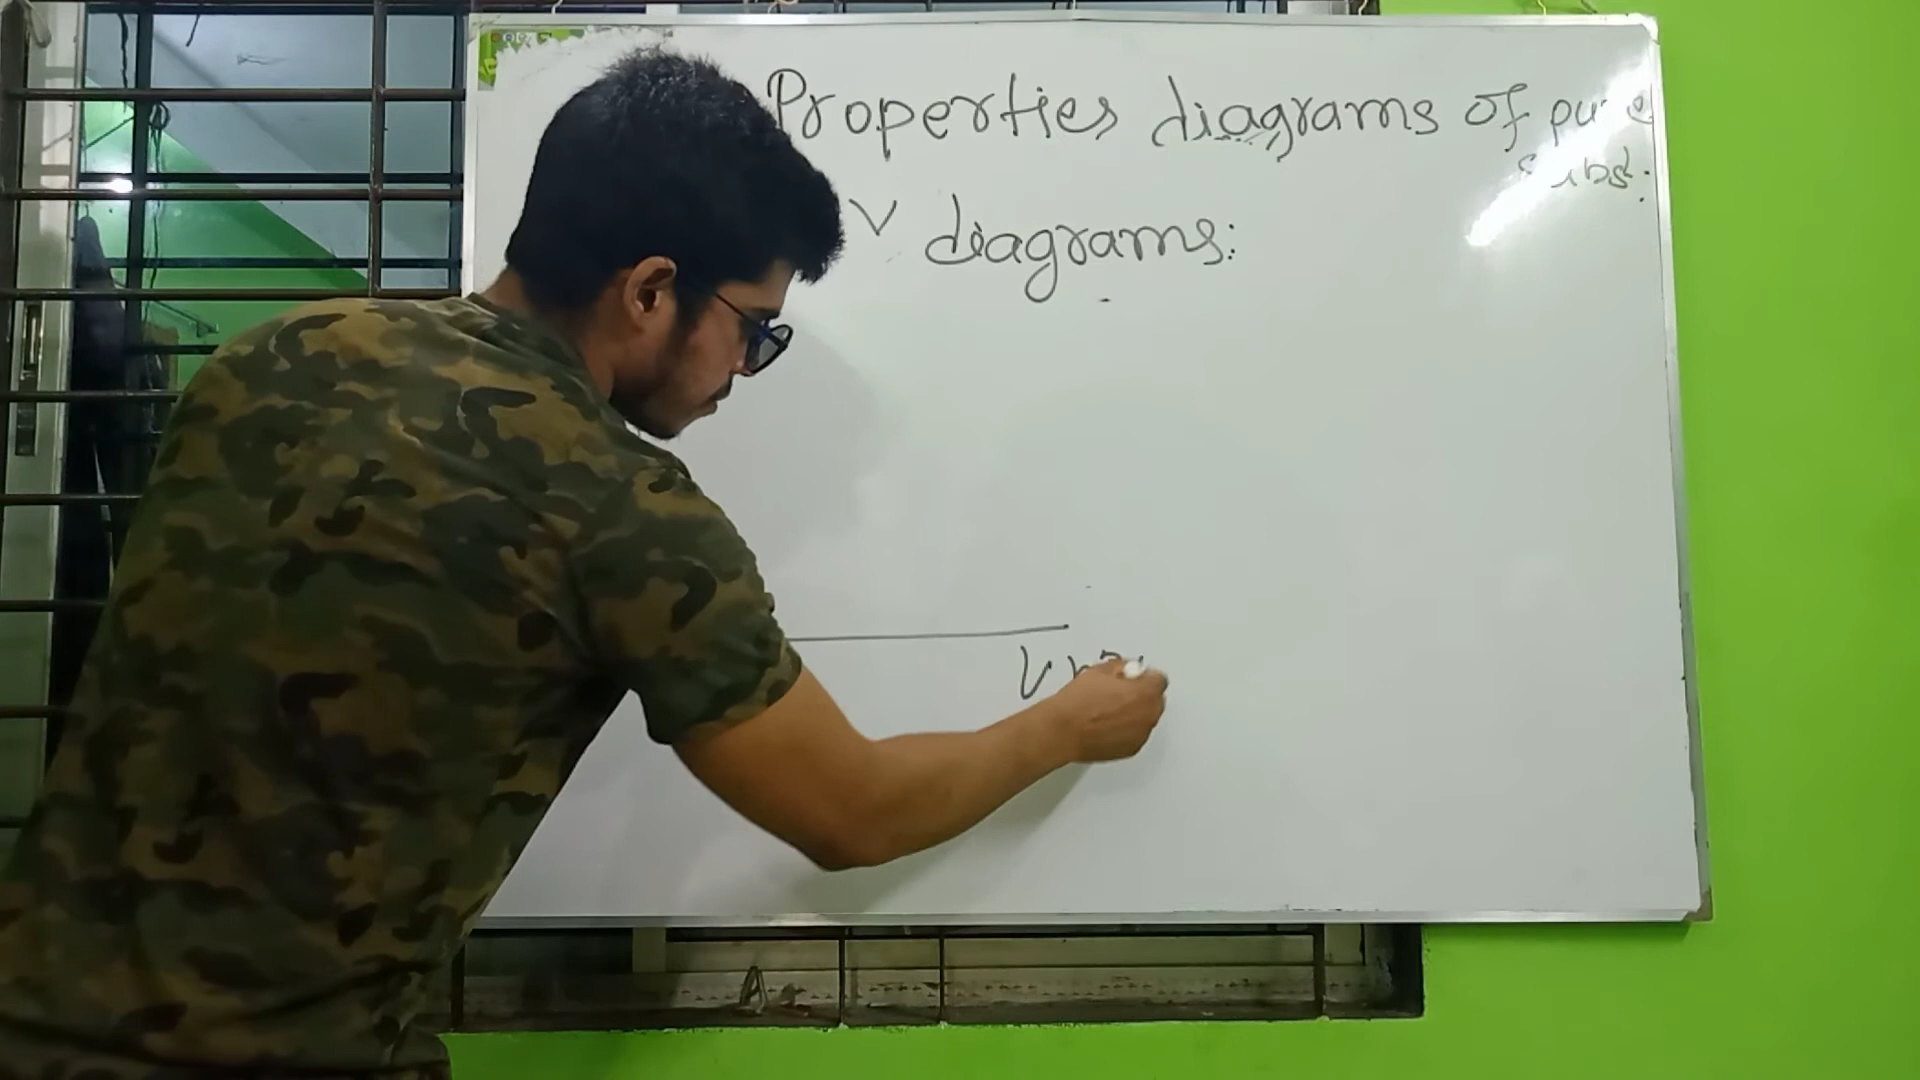 Properties diagrams of pure
subs.
V diagrams:
V